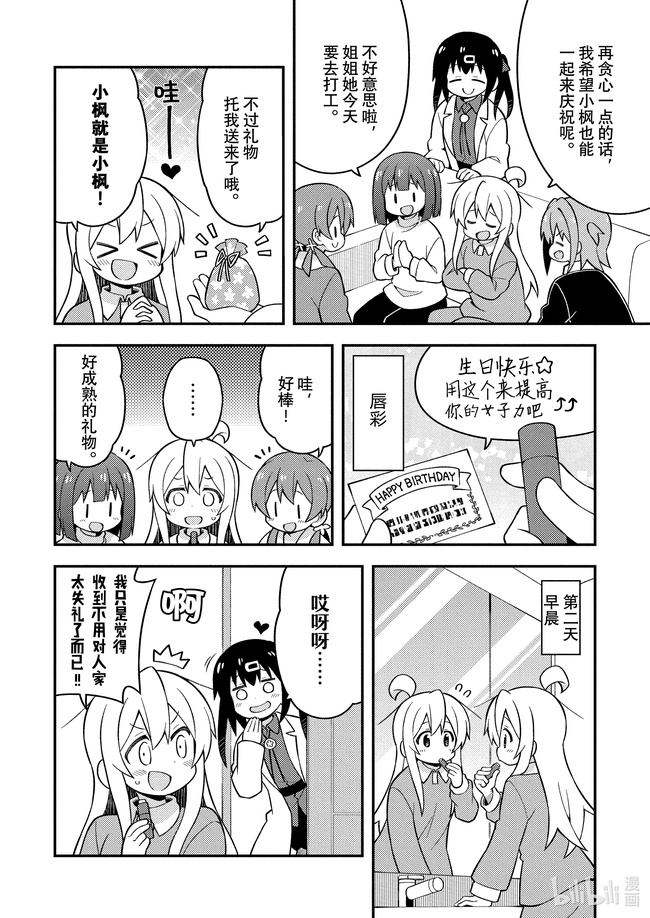 再贪心一点的话，
我希望小枫也能
一起来庆祝呢。
不好意思啦，
姐姐她今天
要去打工。
不过礼物
托我送来了哦。
哇——♥
小枫就是小枫！
生日快乐☆
用这个来提高
你的女子力吧⤴⤴
HAPPY BIRTHDAY
唇彩
哇，
好棒！
……
好成熟的礼物。
第二天
早晨
哎呀呀……
啊
我只是觉得
收到不用对人家
太失礼了而已!!
bilibili
漫画